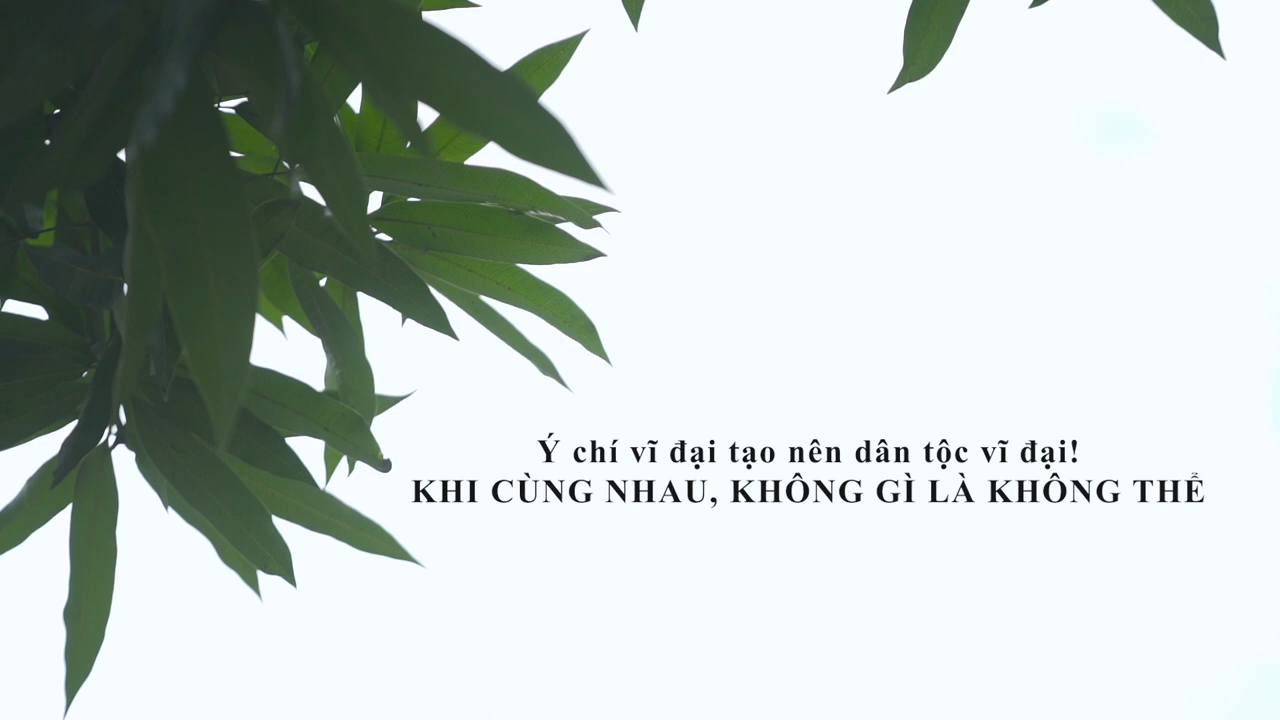 Ý chí vĩ đại tạo nên dân tộc vĩ đại!
KHI CÙNG NHAU, KHÔNG GÌ LÀ KHÔNG THỂ